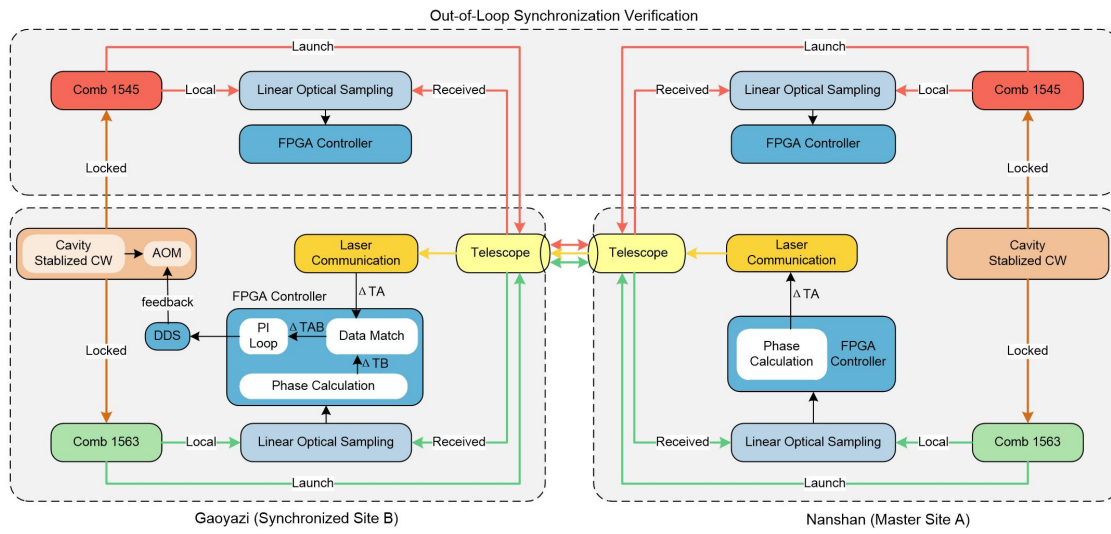 Out-of-Loop Synchronization Verification
Launch
Launch
Comb 1545
Local
Linear Optical Sampling
Received
Received
Linear Optical Sampling
Local
Comb 1545
FPGA Controller
FPGA Controller
Locked
Locked
Cavity
Stablized CW
AOM
Laser
Communication
Telescope
Telescope
Laser
Communication
Cavity
Stablized CW
feedback
FPGA Controller
Δ TA
Δ TA
DDS
PI
Loop
Δ TAB
Data Match
Phase
Calculation
FPGA
Controller
Locked
Locked
Δ TB
Phase Calculation
Comb 1563
Local
Linear Optical Sampling
Received
Received
Linear Optical Sampling
Local
Comb 1563
Launch
Launch
Gaoyazi (Synchronized Site B)
Nanshan (Master Site A)